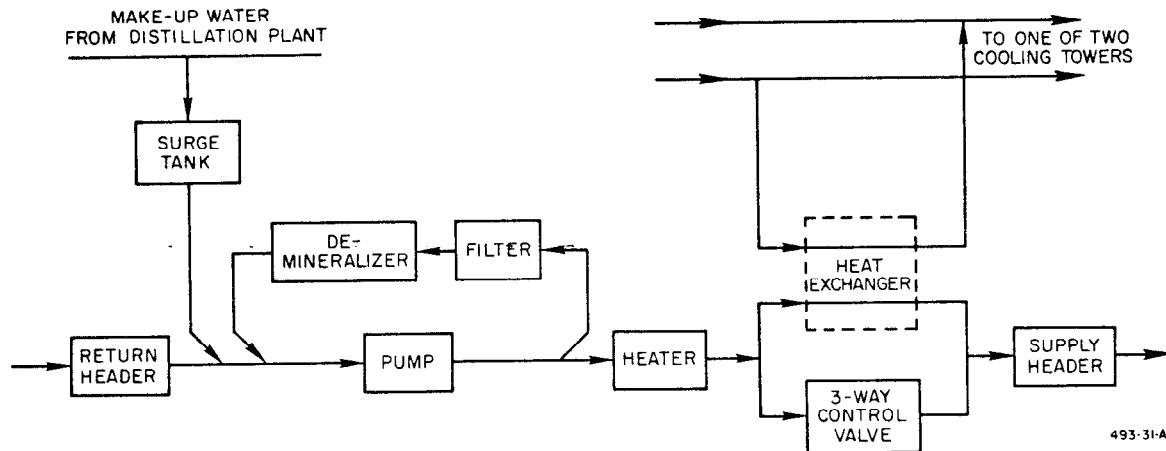 MAKE-UP WATER
FROM DISTILLATION PLANT
TO ONE OF TWO
COOLING TOWERS
SURGE
TANK
DE-
MINERALIZER
FILTER
HEAT
EXCHANGER
RETURN
HEADER
PUMP
HEATER
SUPPLY
HEADER
3-WAY
CONTROL
VALVE
493-31-A